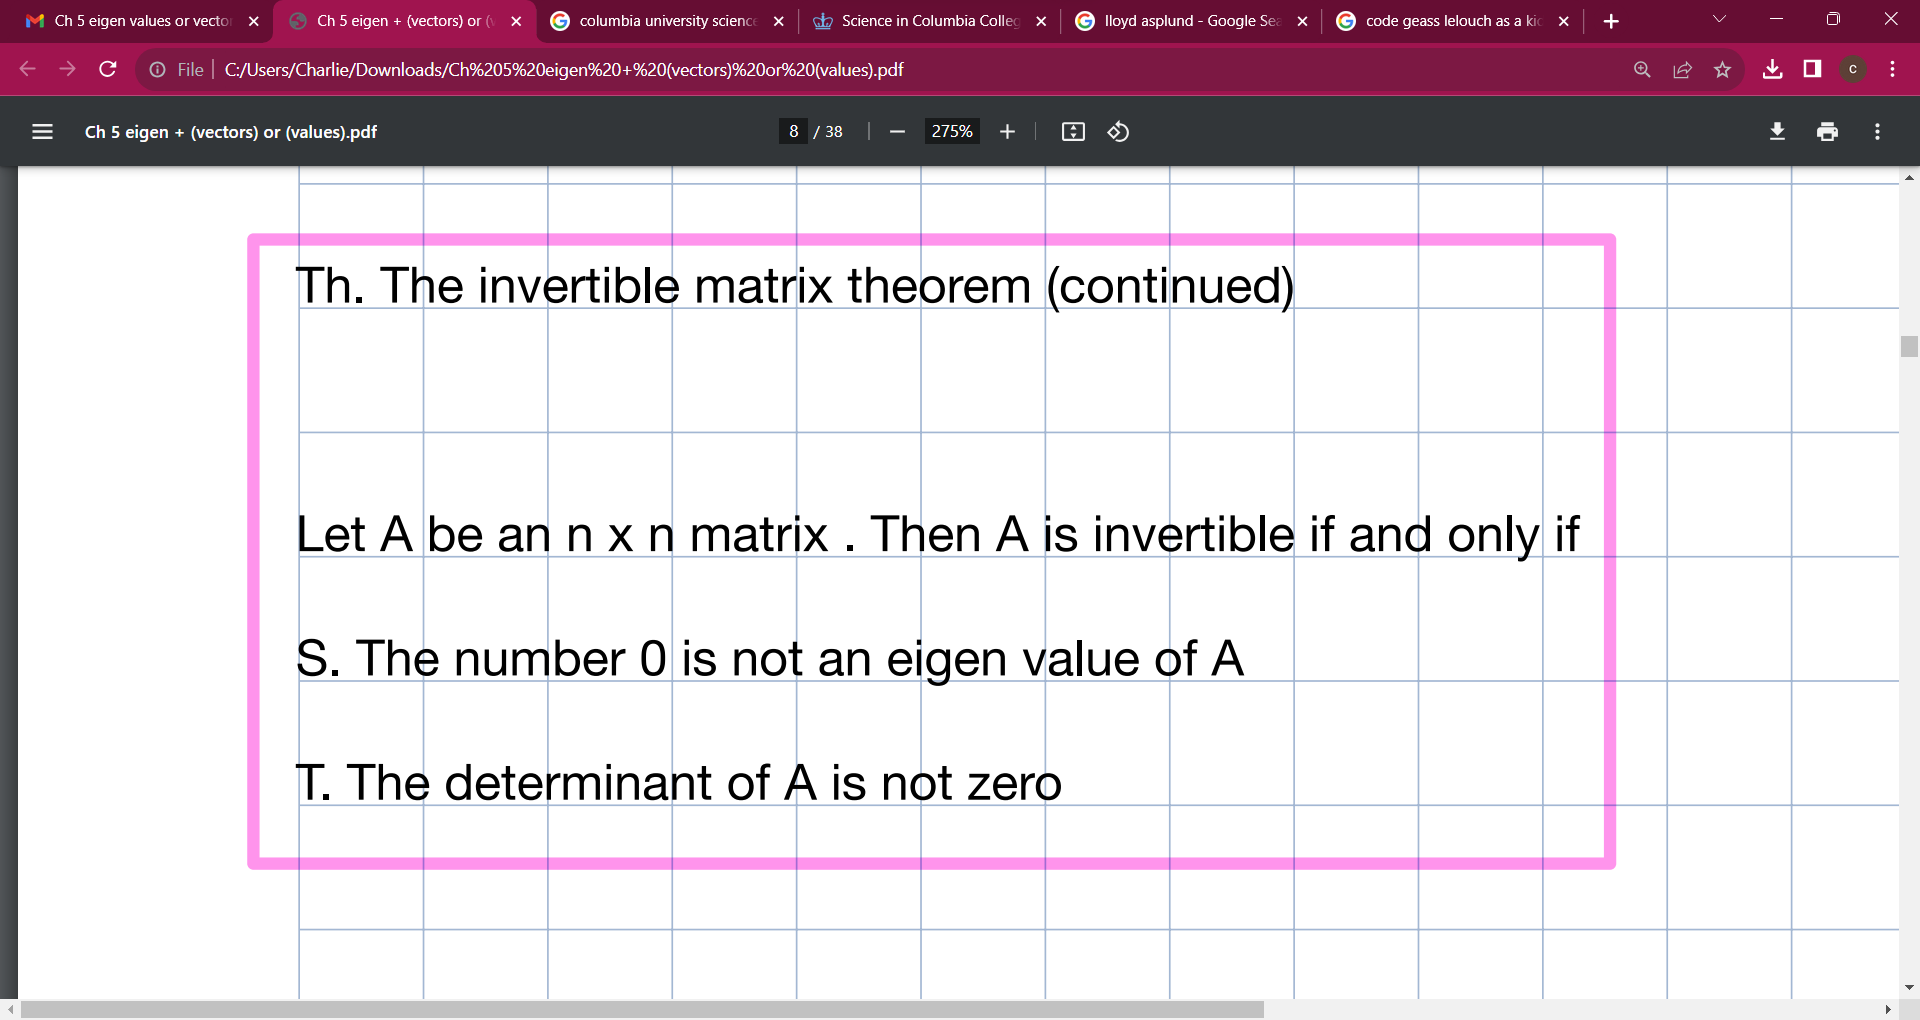 Ch 5 eigen values or vector
Ch 5 eigen + (vectors) or (v
columbia university science
Science in Columbia Colleg
lloyd asplund - Google Sea
code geass lelouch as a kid
File
C:/Users/Charlie/Downloads/Ch%205%20eigen%20+%20(vectors)%20or%20(values).pdf
C
Ch 5 eigen + (vectors) or (values).pdf
8 / 38
275%
Th. The invertible matrix theorem (continued)
Let A be an n x n matrix . Then A is invertible if and only if
S. The number 0 is not an eigen value of A
T. The determinant of A is not zero